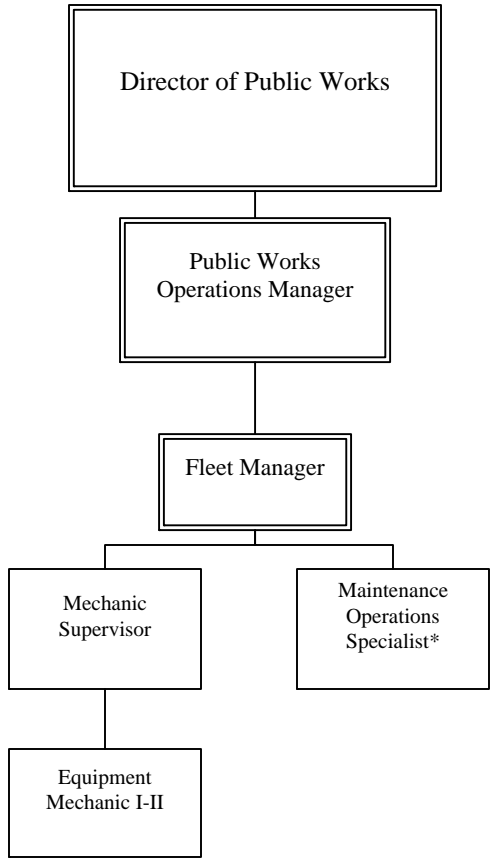 Director of Public Works
Public Works
Operations Manager
Fleet Manager
Mechanic
Supervisor
Maintenance
Operations
Specialist*
Equipment
Mechanic I-II